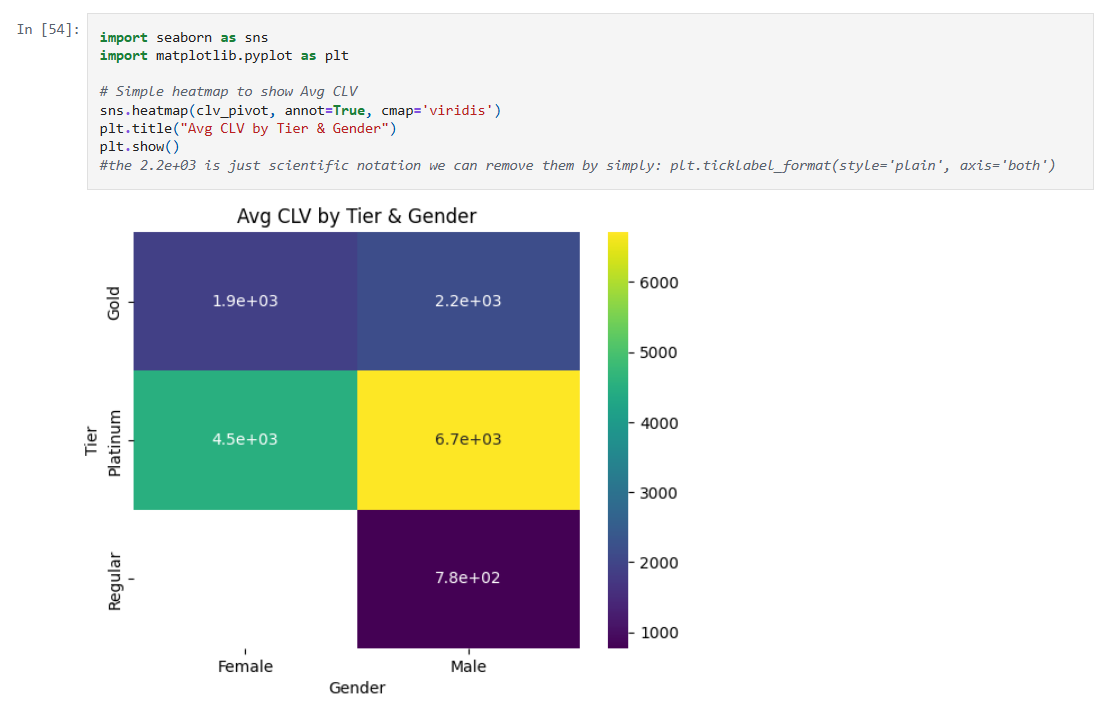 In [54]:
import seaborn as sns
import matplotlib.pyplot as plt
# Simple heatmap to show Avg CLV
sns.heatmap(clv_pivot, annot=True, cmap='viridis')
plt.title("Avg CLV by Tier & Gender")
plt.show()
#the 2.2e+03 is just scientific notation we can remove them by simply: plt.ticklabel_format(style='plain', axis='both')
Avg CLV by Tier & Gender
Tier
Gold
1.9e+03
2.2e+03
Platinum
4.5e+03
6.7e+03
Regular
7.8e+02
Female
Male
Gender
6000
5000
4000
3000
2000
1000